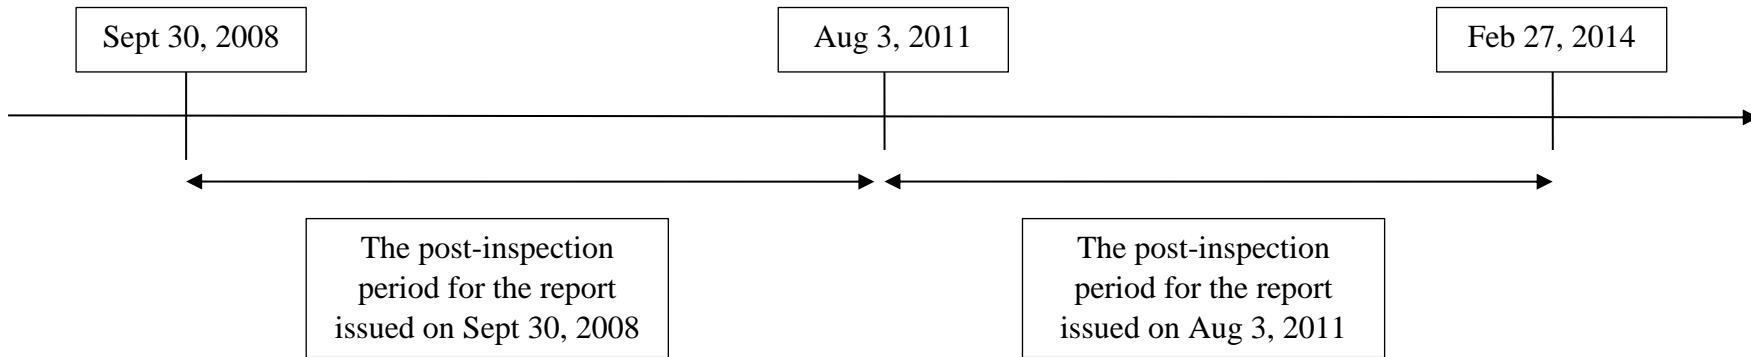 Sept 30, 2008
Aug 3, 2011
Feb 27, 2014
The post-inspection
period for the report
issued on Sept 30, 2008
The post-inspection
period for the report
issued on Aug 3, 2011